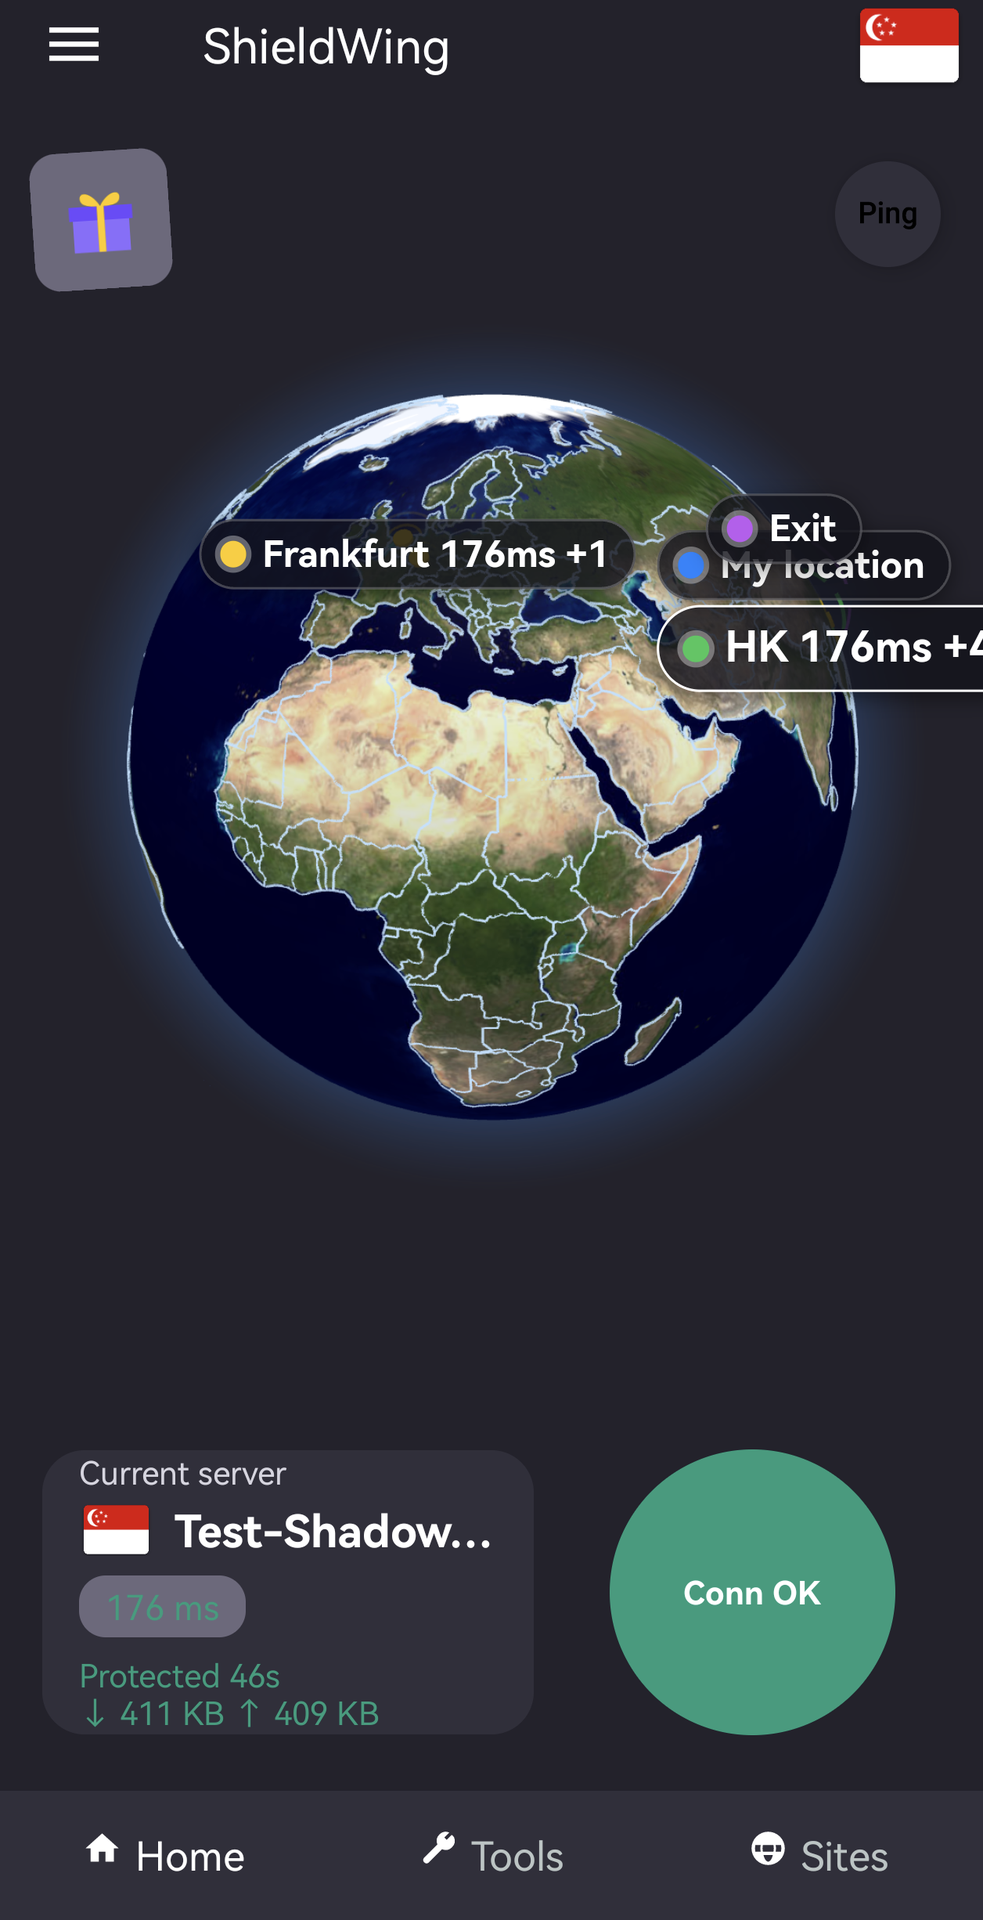 ShieldWing
Ping
Exit
Frankfurt 176ms +1
My location
HK 176ms +4
Current server
Test-Shadow...
176 ms
Conn OK
Protected 46s
↓ 411 KB ↑ 409 KB
Home
Tools
Sites